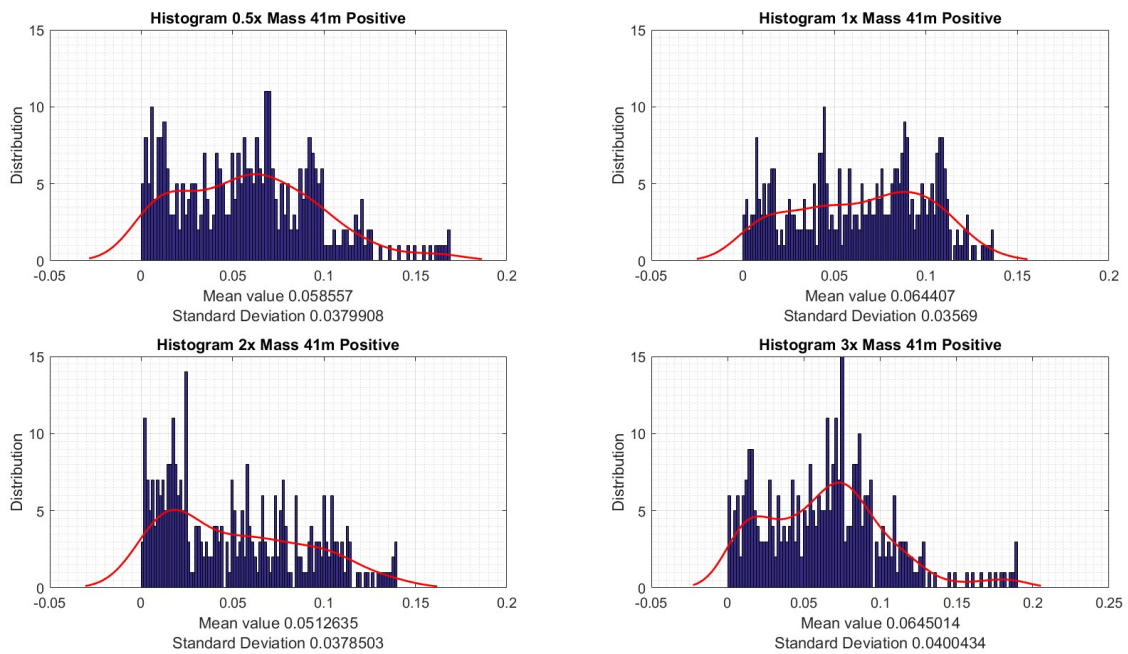 Histogram 0.5x Mass 41m Positive
15
10
5
0
Distribution
-0.05
0
0.05
0.1
0.15
0.2
Mean value 0.058557
Standard Deviation 0.0379908
Histogram 1x Mass 41m Positive
15
10
5
0
Distribution
-0.05
0
0.05
0.1
0.15
0.2
Mean value 0.064407
Standard Deviation 0.03569
Histogram 2x Mass 41m Positive
15
10
5
0
Distribution
-0.05
0
0.05
0.1
0.15
0.2
Mean value 0.0512635
Standard Deviation 0.0378503
Histogram 3x Mass 41m Positive
15
10
5
0
Distribution
-0.05
0
0.05
0.1
0.15
0.2
0.25
Mean value 0.0645014
Standard Deviation 0.0400434